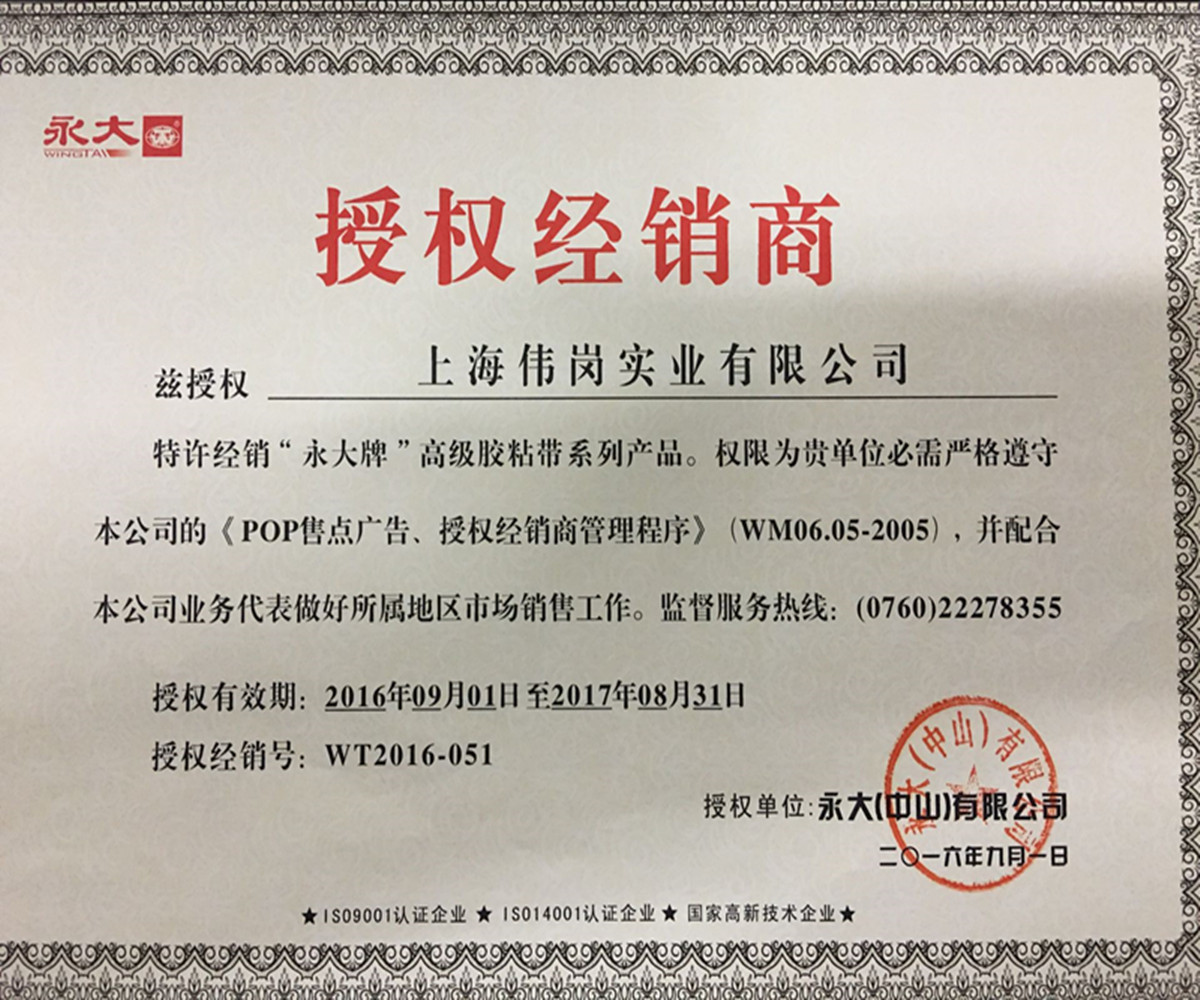 永大
WINGTAI
授权经销商
兹授权 上海伟岗实业有限公司
特许经销“永大牌”高级胶粘带系列产品。权限为贵单位必需严格遵守
本公司的《POP售点广告、授权经销商管理程序》(WM06.05-2005),并配合
本公司业务代表做好所属地区市场销售工作。监督服务热线:(0760)22278355
授权有效期:2016年09月01日至2017年08月31日
授权经销号:WT2016-051
永大(中山)有限公司
授权单位:永大(中山)有限公司
二〇一六年九月一日
★ISO9001认证企业 ★ ISO14001认证企业★国家高新技术企业★